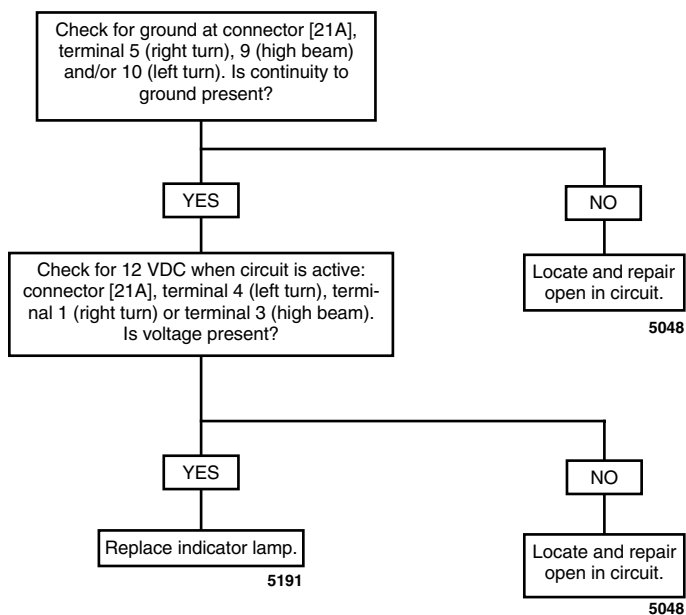 Check for ground at connector [21A],
terminal 5 (right turn), 9 (high beam)
and/or 10 (left turn). Is continuity to
ground present?
YES
NO
Check for 12 VDC when circuit is active:
connector [21A], terminal 4 (left turn), termi-
nal 1 (right turn) or terminal 3 (high beam).
Is voltage present?
Locate and repair
open in circuit.
5048
YES
NO
Replace indicator lamp.
5191
Locate and repair
open in circuit.
5048